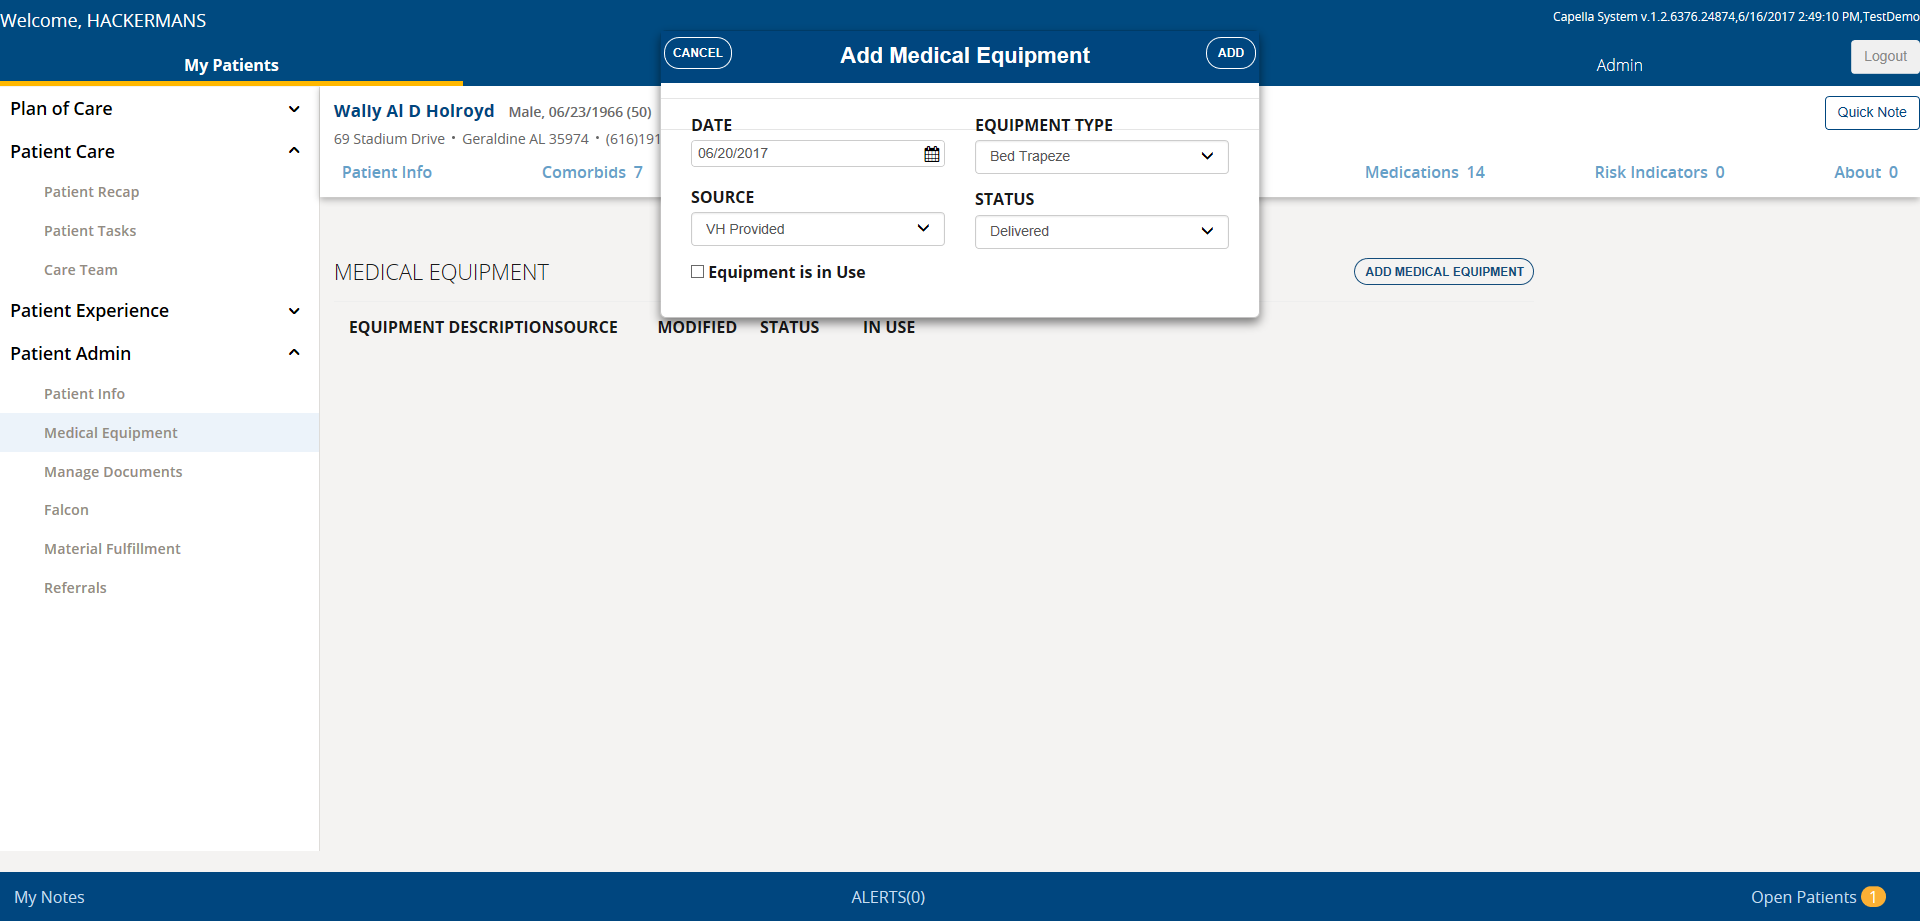 Welcome, HACKERMANS
Capella System v.1.2.6376.24874,6/16/2017 2:49:10 PM,TestDemo
My Patients
Admin
Logout
CANCEL
Add Medical Equipment
ADD
DATE
06/20/2017
EQUIPMENT TYPE
Bed Trapeze
SOURCE
VH Provided
STATUS
Delivered
Equipment is in Use
Plan of Care
Patient Care
Patient Recap
Patient Tasks
Care Team
Patient Experience
Patient Admin
Patient Info
Medical Equipment
Manage Documents
Falcon
Material Fulfillment
Referrals
Wally Al D Holroyd Male, 06/23/1966 (50)
Quick Note
69 Stadium Drive • Geraldine AL 35974 • (616)191
Patient Info Comorbids 7 Medications 14 Risk Indicators 0 About 0
MEDICAL EQUIPMENT
ADD MEDICAL EQUIPMENT
EQUIPMENT DESCRIPTIONSOURCE MODIFIED STATUS IN USE
My Notes
ALERTS(0)
Open Patients 1